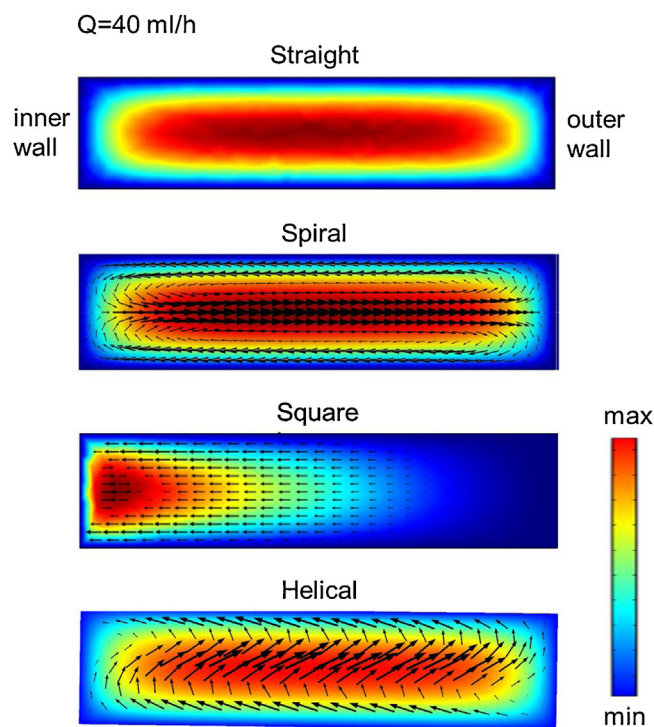 Q=40 ml/h
Straight
inner
wall
outer
wall
Spiral
Square
max
Helical
min